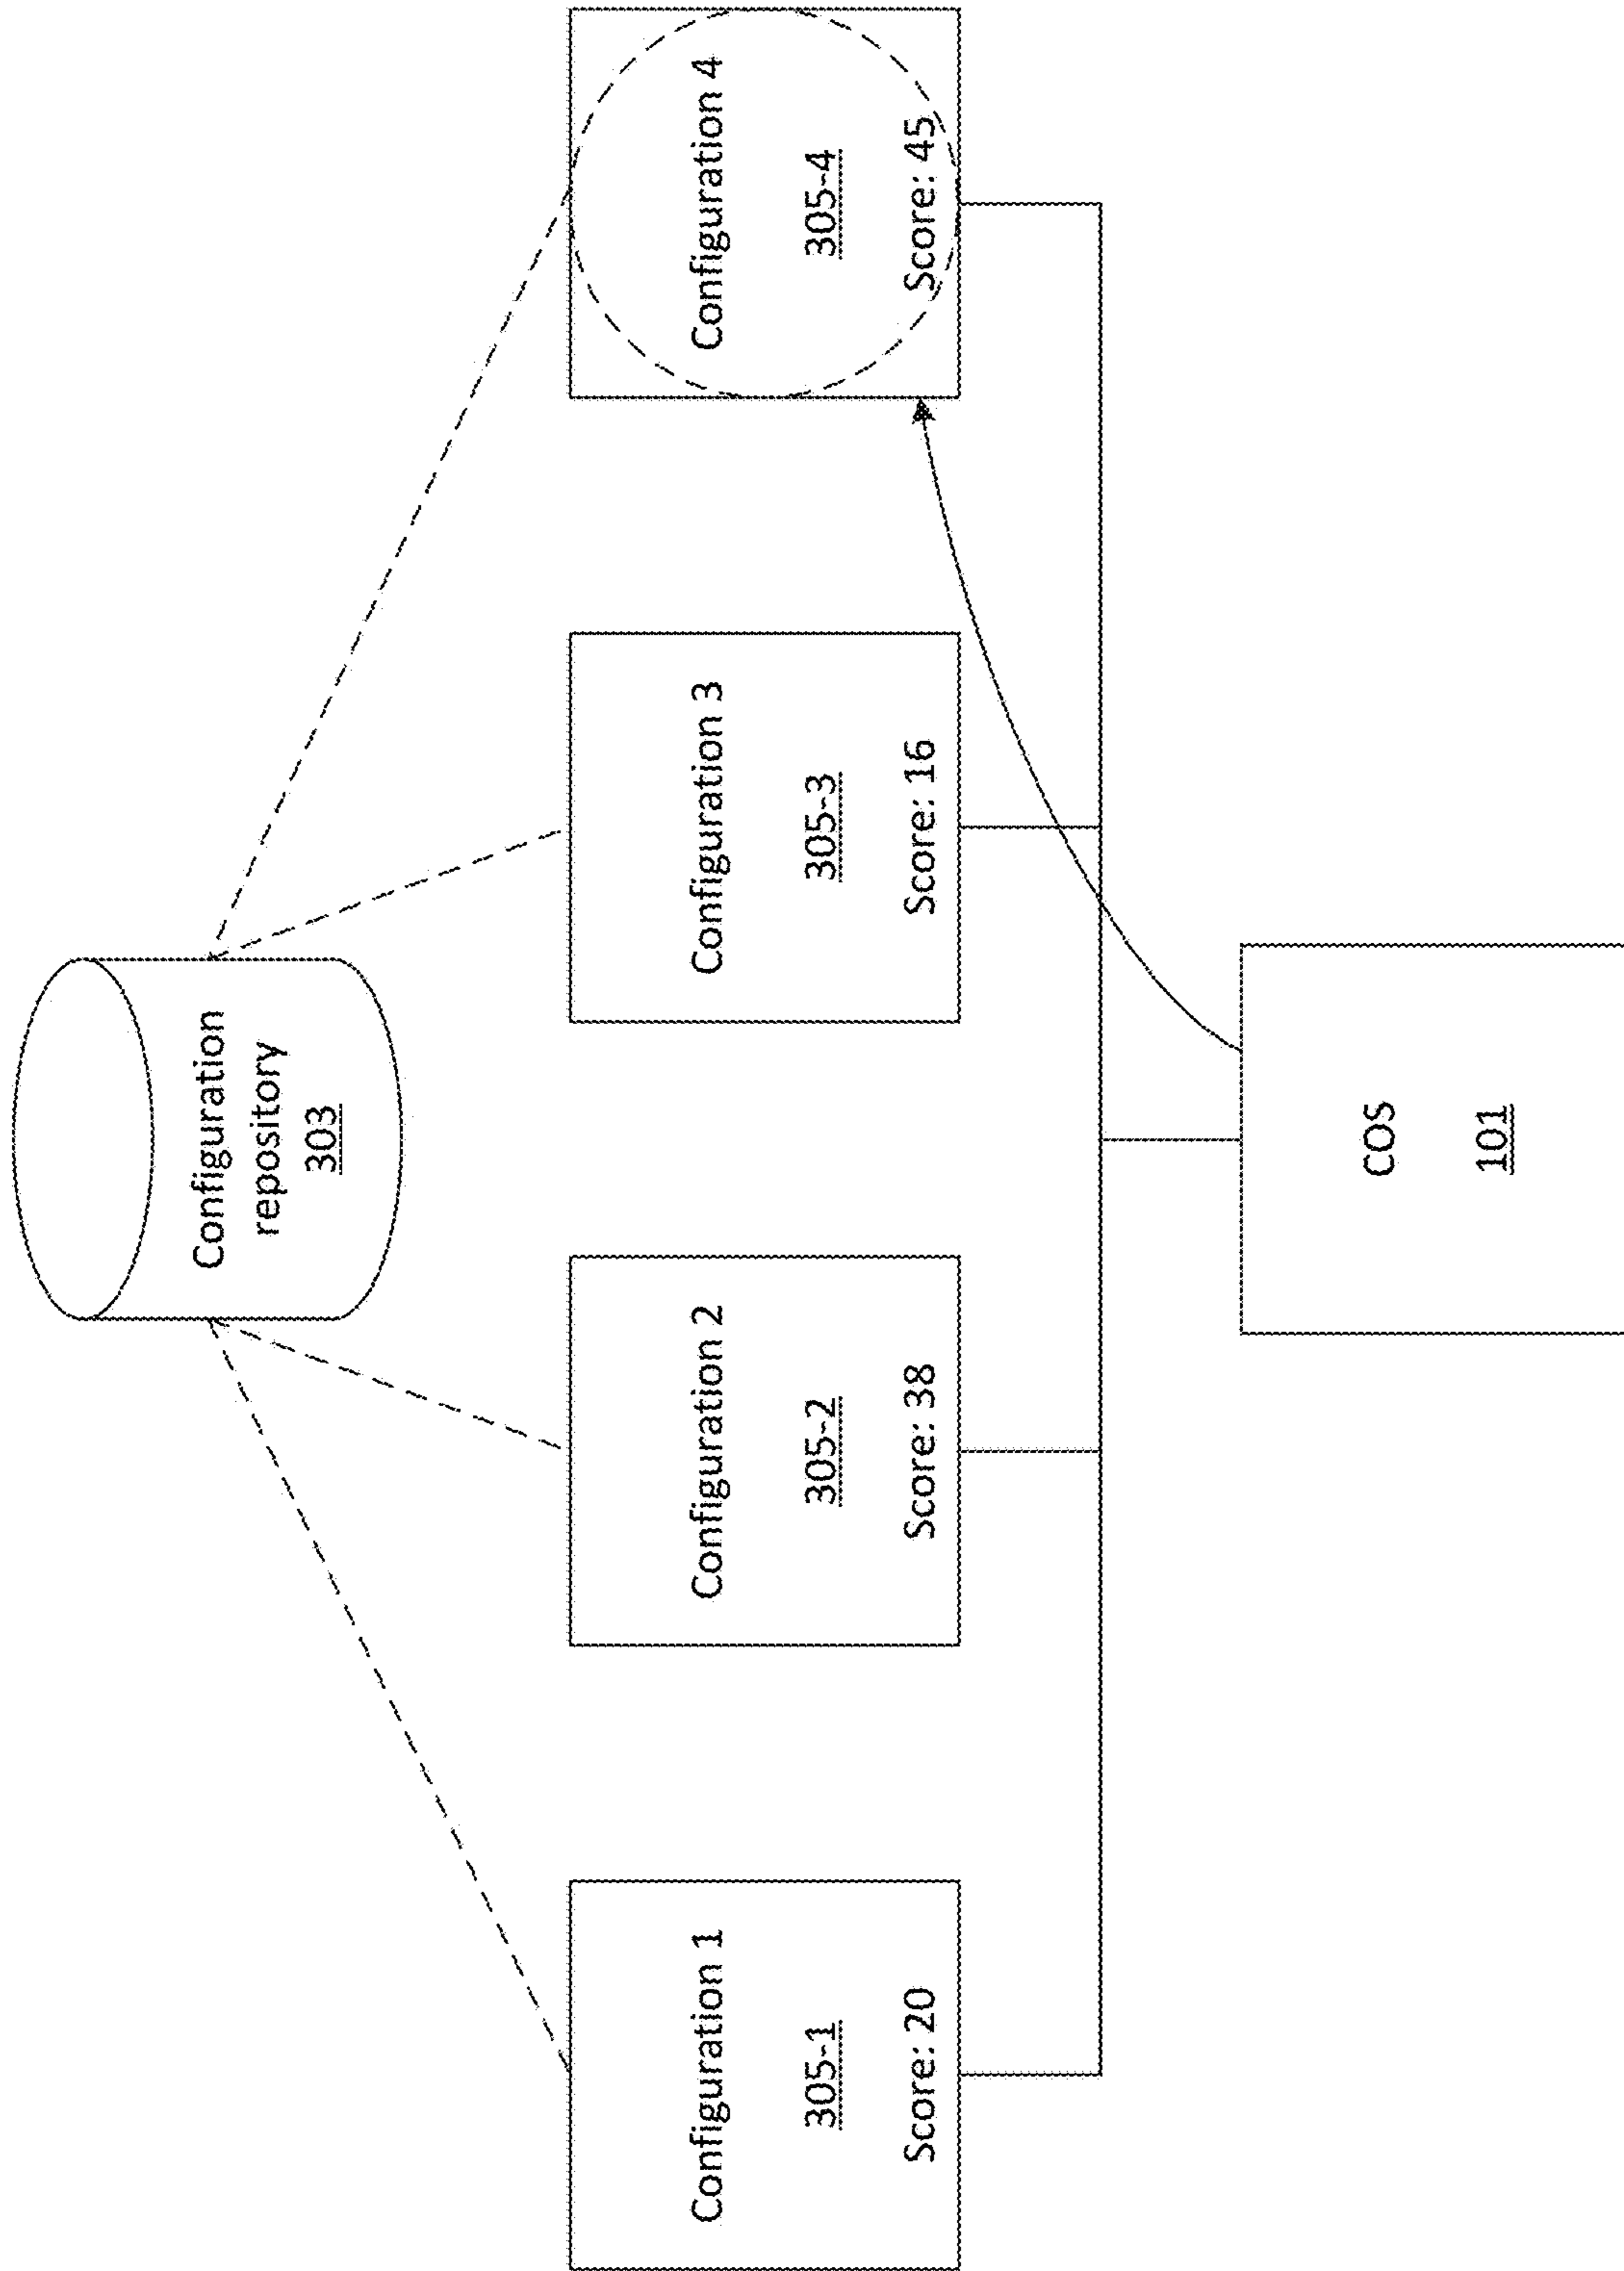 Configuration
repository
303
Configuration 1
305-1
Score: 20
Configuration 2
305-2
Score: 38
Configuration 3
305-3
Score: 16
Configuration 4
305-4
Score: 45
COS
101